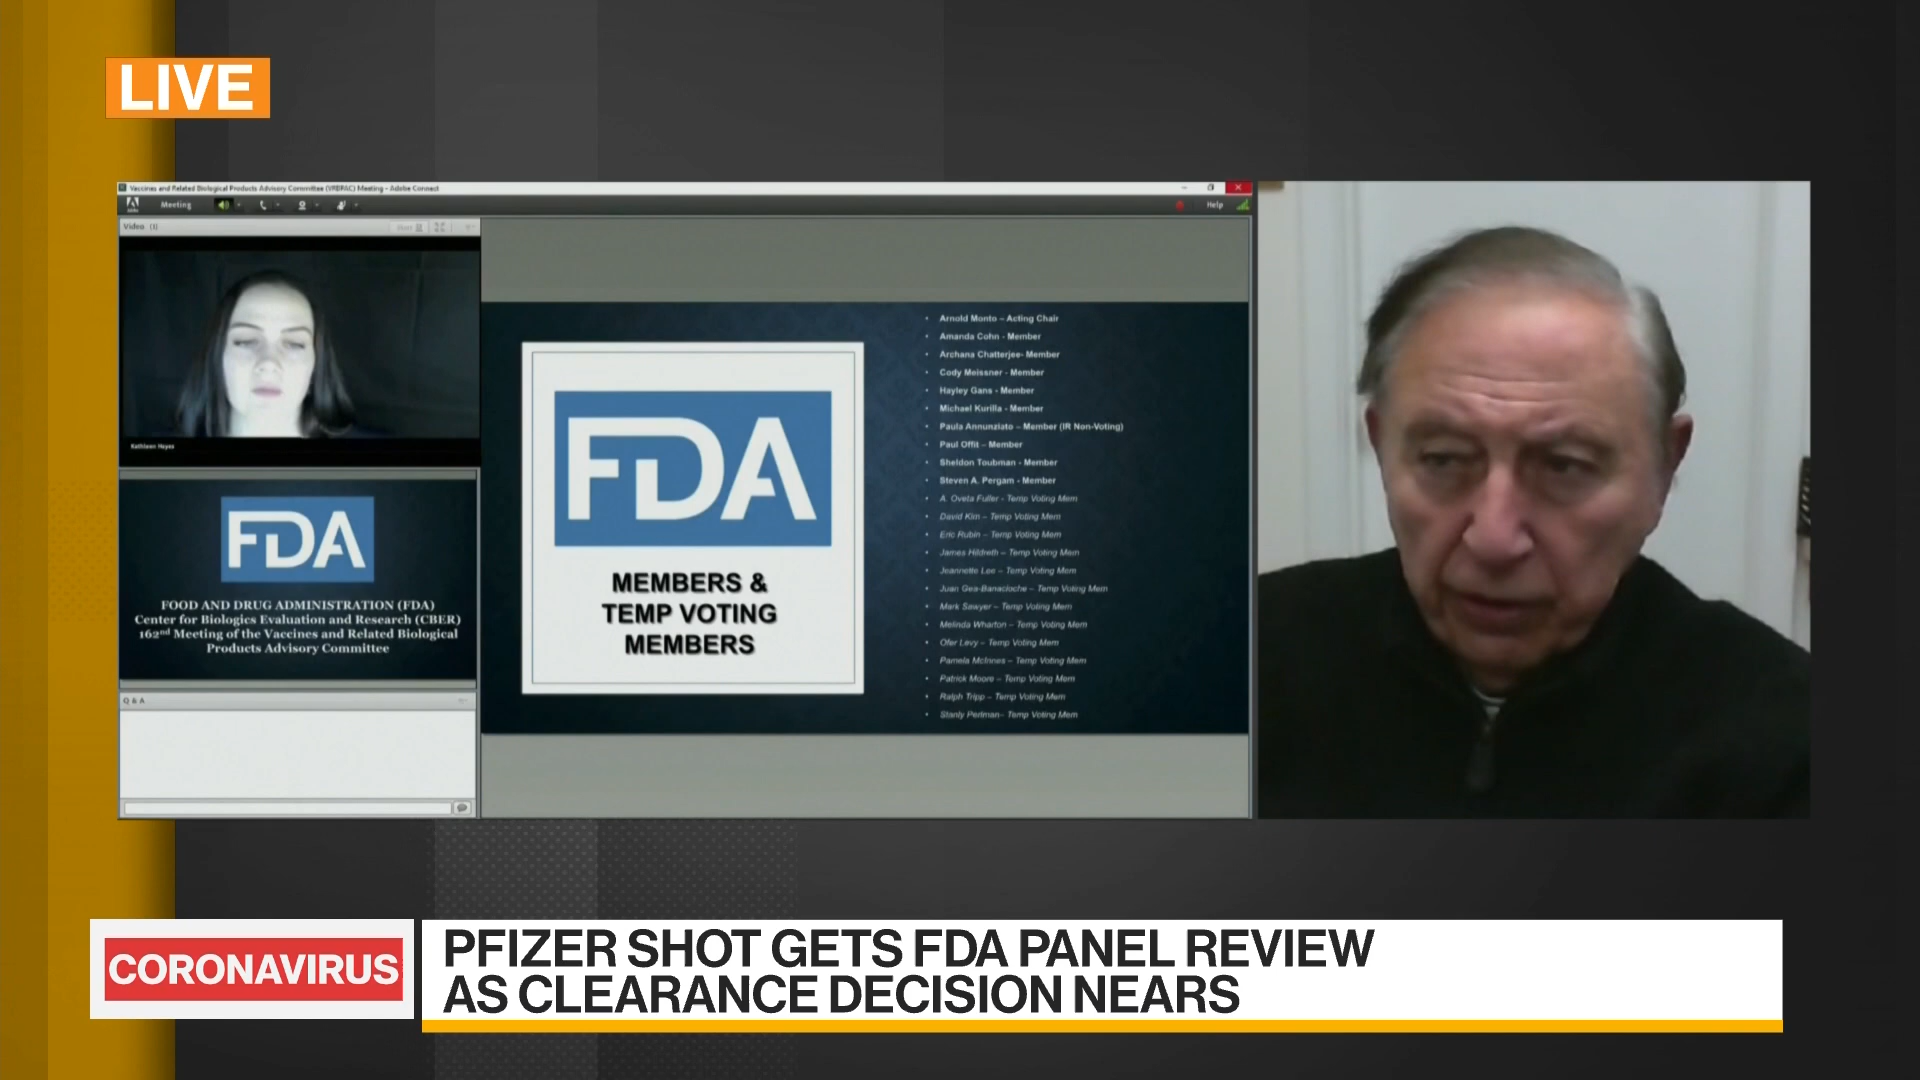 LIVE
Vaccines and Related Biological Products Advisory Committee (VRBPAC) Meeting - Adobe Connect
Meeting
Help
Video (1)
Kathleen Hayes
FDA
FOOD AND DRUG ADMINISTRATION (FDA)
Center for Biologics Evaluation and Research (CBER)
162nd Meeting of the Vaccines and Related Biological
Products Advisory Committee
Q & A
FDA
MEMBERS &
TEMP VOTING
MEMBERS
Arnold Monto – Acting Chair
Amanda Cohn - Member
Archana Chatterjee- Member
Cody Meissner - Member
Hayley Gans - Member
Michael Kurilla - Member
Paula Annunziato – Member (IR Non-Voting)
Paul Offit – Member
Sheldon Toubman - Member
Steven A. Pergam - Member
A. Oveta Fuller - Temp Voting Mem
David Kim – Temp Voting Mem
Eric Rubin – Temp Voting Mem
James Hildreth – Temp Voting Mem
Jeannette Lee – Temp Voting Mem
Juan Gea-Banacloche – Temp Voting Mem
Mark Sawyer – Temp Voting Mem
Melinda Wharton – Temp Voting Mem
Ofer Levy – Temp Voting Mem
Pamela McInnes – Temp Voting Mem
Patrick Moore – Temp Voting Mem
Ralph Tripp – Temp Voting Mem
Stanly Perlman– Temp Voting Mem
CORONAVIRUS
PFIZER SHOT GETS FDA PANEL REVIEW
AS CLEARANCE DECISION NEARS